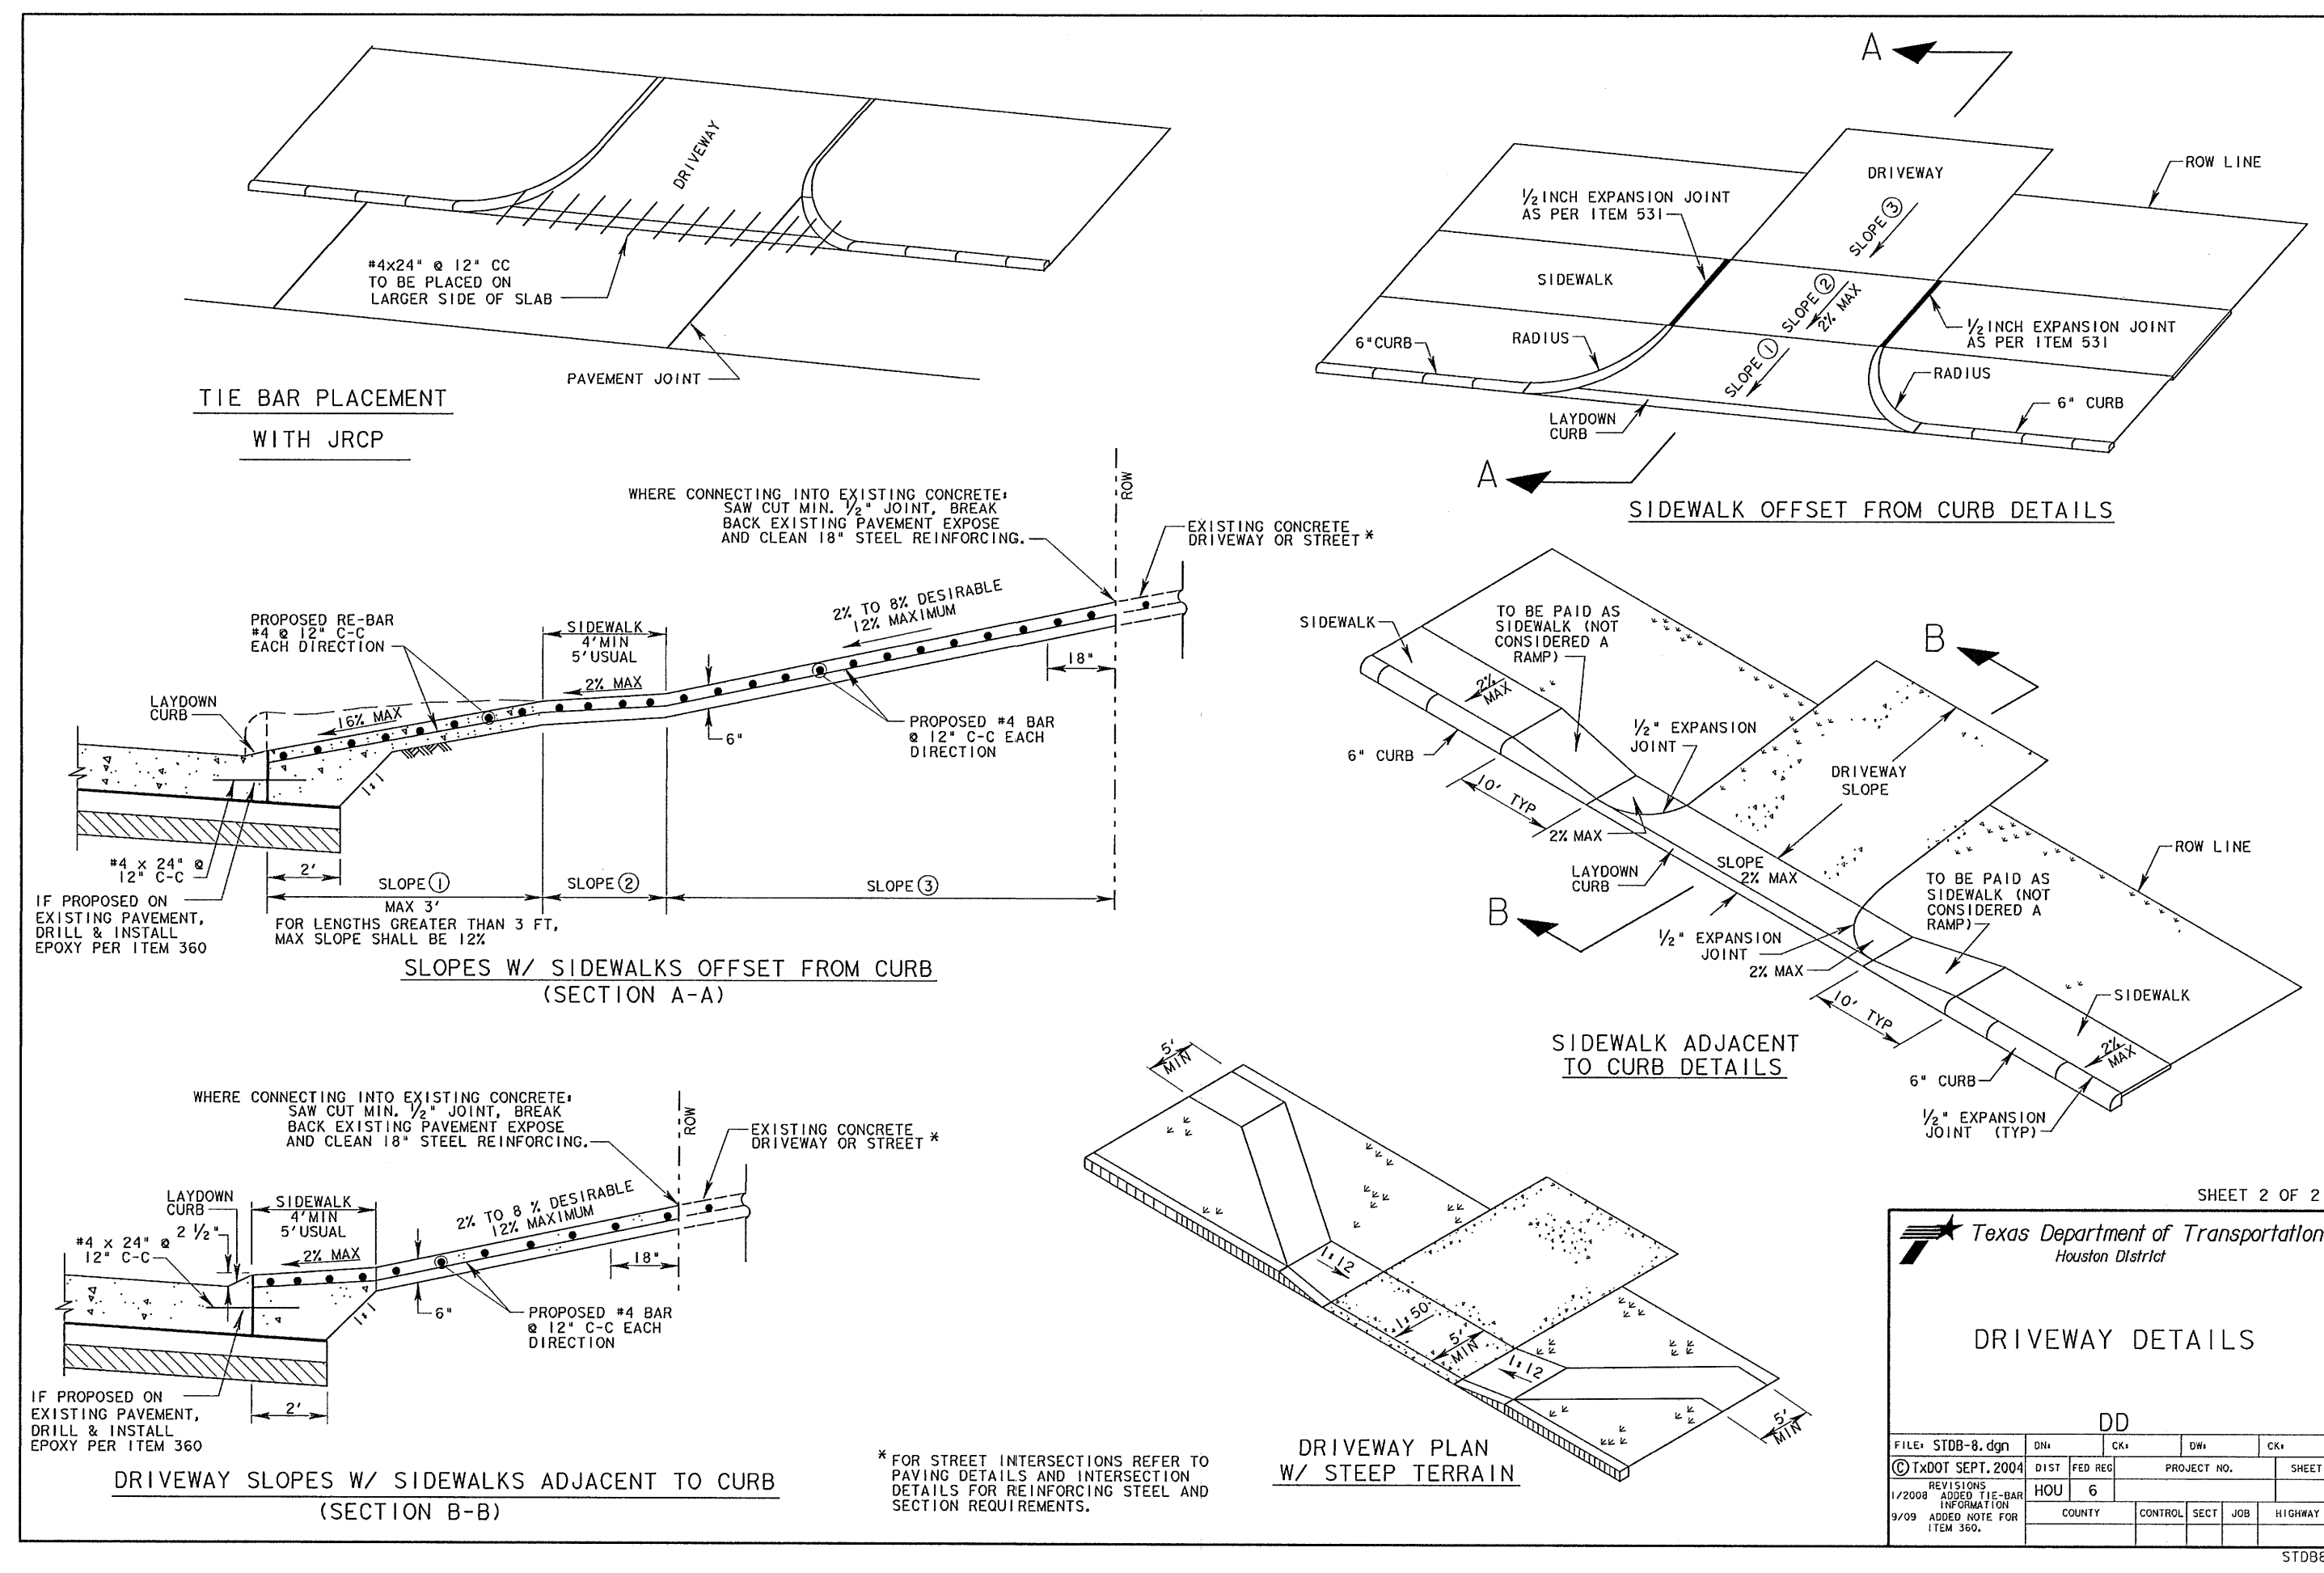 DRIVEWAY
#4x24" @ 12" CC
TO BE PLACED ON
LARGER SIDE OF SLAB
PAVEMENT JOINT
TIE BAR PLACEMENT
WITH JRCP
A
ROW LINE
DRIVEWAY
1/2 INCH EXPANSION JOINT
AS PER ITEM 531
SLOPE 3
SIDEWALK
SLOPE 2
2% MAX
1/2 INCH EXPANSION JOINT
AS PER ITEM 531
6"CURB
RADIUS
SLOPE 1
RADIUS
6" CURB
LAYDOWN
CURB
A
SIDEWALK OFFSET FROM CURB DETAILS
WHERE CONNECTING INTO EXISTING CONCRETE:
SAW CUT MIN. 1/2" JOINT, BREAK
BACK EXISTING PAVEMENT EXPOSE
AND CLEAN 18" STEEL REINFORCING.
ROW
EXISTING CONCRETE
DRIVEWAY OR STREET *
2% TO 8% DESIRABLE
12% MAXIMUM
PROPOSED RE-BAR
#4 @ 12" C-C
EACH DIRECTION
SIDEWALK
4'MIN
5'USUAL
2% MAX
18"
LAYDOWN
CURB
16% MAX
6"
PROPOSED #4 BAR
@ 12" C-C EACH
DIRECTION
1:1
#4 x 24" @
12" C-C
2'
SLOPE 1
SLOPE 2
SLOPE 3
MAX 3'
FOR LENGTHS GREATER THAN 3 FT,
MAX SLOPE SHALL BE 12%
IF PROPOSED ON
EXISTING PAVEMENT,
DRILL & INSTALL
EPOXY PER ITEM 360
SLOPES W/ SIDEWALKS OFFSET FROM CURB
(SECTION A-A)
SIDEWALK
TO BE PAID AS
SIDEWALK (NOT
CONSIDERED A
RAMP)
B
2%
MAX
1/2" EXPANSION
JOINT
6" CURB
10' TYP
DRIVEWAY
SLOPE
2% MAX
LAYDOWN
CURB
SLOPE
2% MAX
ROW LINE
TO BE PAID AS
SIDEWALK (NOT
CONSIDERED A
RAMP)
B
1/2" EXPANSION
JOINT
2% MAX
SIDEWALK
10' TYP
2%
MAX
6" CURB
1/2" EXPANSION
JOINT (TYP)
SIDEWALK ADJACENT
TO CURB DETAILS
WHERE CONNECTING INTO EXISTING CONCRETE:
SAW CUT MIN. 1/2" JOINT, BREAK
BACK EXISTING PAVEMENT EXPOSE
AND CLEAN 18" STEEL REINFORCING.
ROW
EXISTING CONCRETE
DRIVEWAY OR STREET *
LAYDOWN
CURB
2 1/2"
SIDEWALK
4'MIN
5'USUAL
2% TO 8 % DESIRABLE
12% MAXIMUM
#4 x 24" @
12" C-C
2% MAX
18"
6"
PROPOSED #4 BAR
@ 12" C-C EACH
DIRECTION
1:1
2'
IF PROPOSED ON
EXISTING PAVEMENT,
DRILL & INSTALL
EPOXY PER ITEM 360
DRIVEWAY SLOPES W/ SIDEWALKS ADJACENT TO CURB
(SECTION B-B)
* FOR STREET INTERSECTIONS REFER TO
PAVING DETAILS AND INTERSECTION
DETAILS FOR REINFORCING STEEL AND
SECTION REQUIREMENTS.
5'
MIN
1:12
1:50
5'
MIN
1:12
5'
MIN
DRIVEWAY PLAN
W/ STEEP TERRAIN
SHEET 2 OF 2
Texas Department of Transportation
Houston District
DRIVEWAY DETAILS
DD
FILE: STDB-8.dgn DN: CK: DW: CK:
© TxDOT SEPT.2004 DIST FED REG PROJECT NO. SHEET
REVISIONS
1/2008 ADDED TIE-BAR
INFORMATION
9/09 ADDED NOTE FOR
ITEM 360.
HOU 6
COUNTY CONTROL SECT JOB HIGHWAY
STDB8